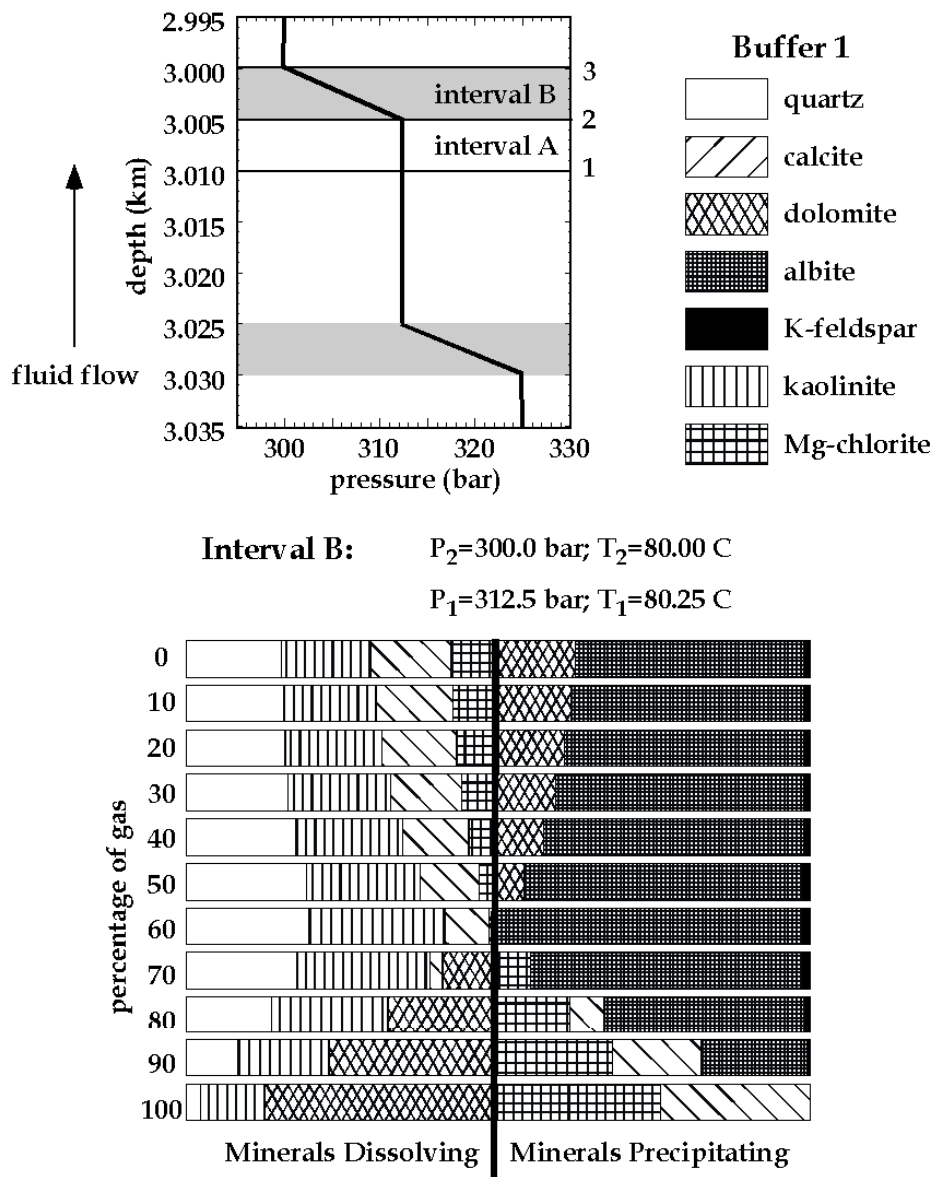 2.995
3.000
3.005
3.010
3.015
3.020
3.025
3.030
3.035
depth (km)
fluid flow
interval B
interval A
3
2
1
300 310 320 330
pressure (bar)
Buffer 1
quartz
calcite
dolomite
albite
K-feldspar
kaolinite
Mg-chlorite
Interval B: P2=300.0 bar; T2=80.00 C
P1=312.5 bar; T1=80.25 C
percentage of gas
0
10
20
30
40
50
60
70
80
90
100
Minerals Dissolving Minerals Precipitating